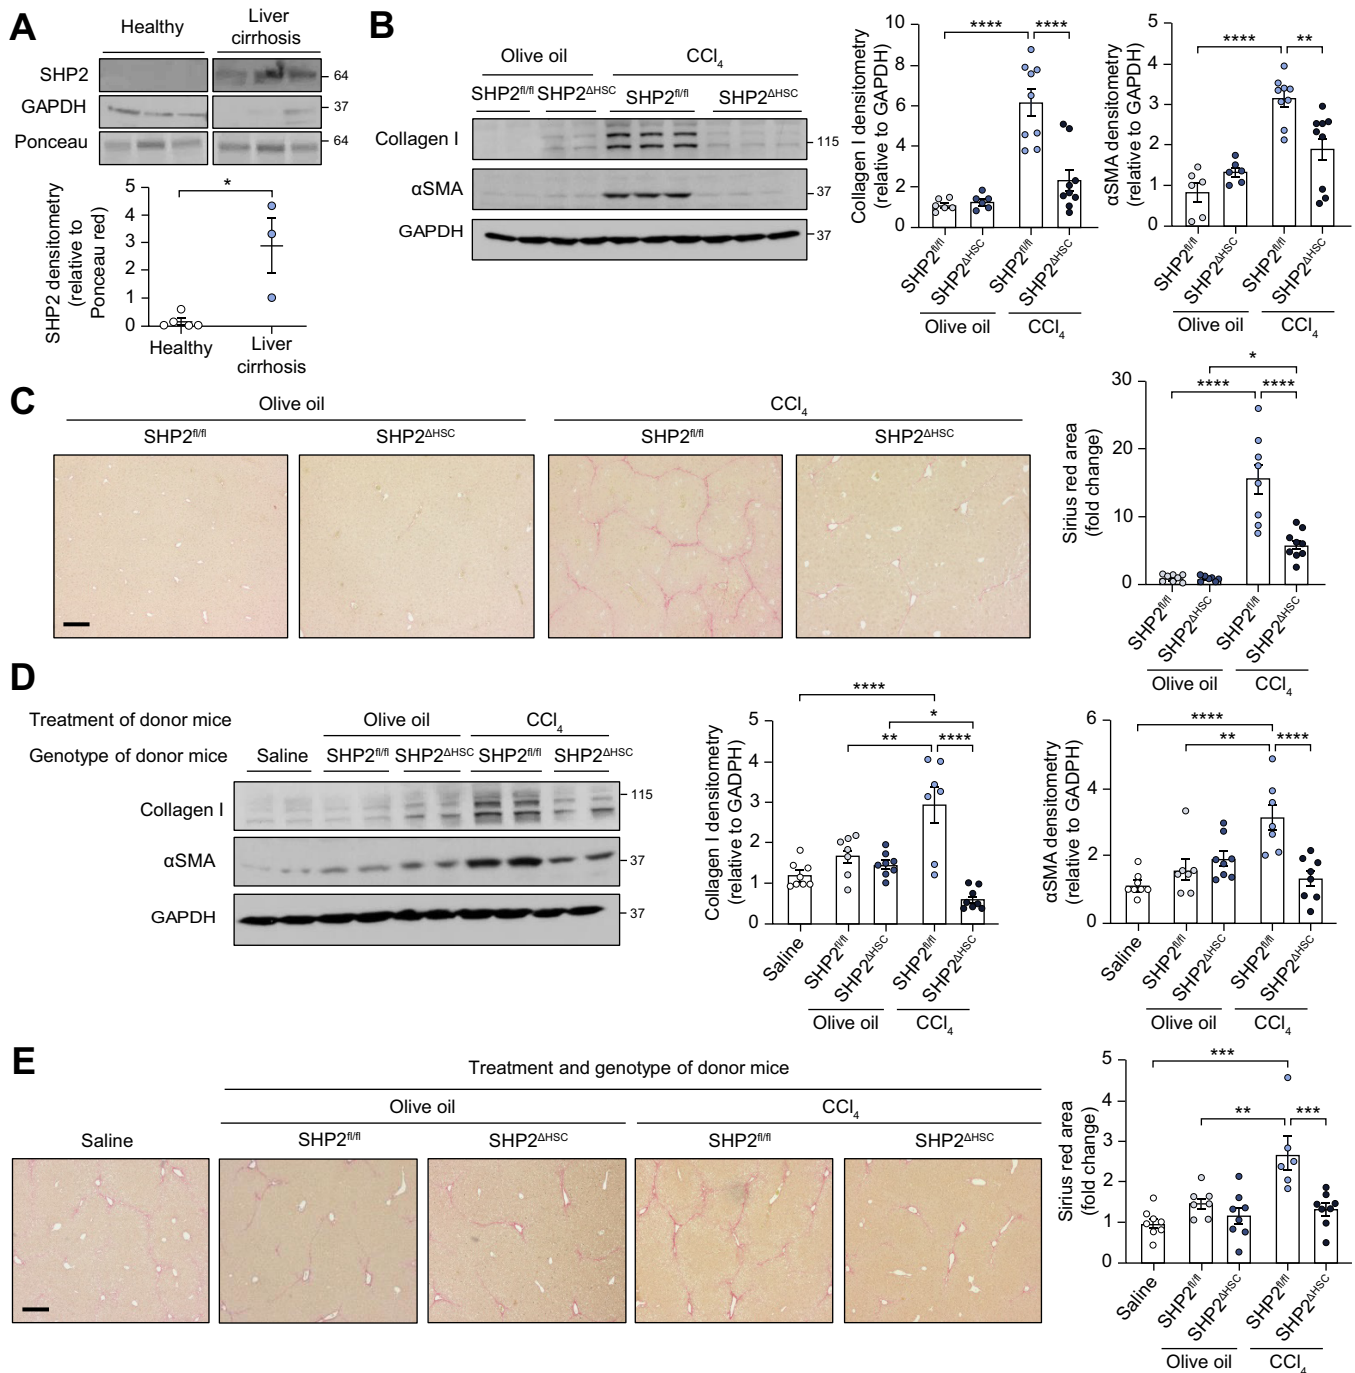 A
Healthy
Liver
cirrhosis
SHP2
64
GAPDH
37
Ponceau
64
*
SHP2 densitometry
(relative to
Ponceau red)
5
4
3
2
1
0
Healthy
Liver
cirrhosis
B
Olive oil
CCl4
SHP2fl/fl SHP2ΔHSC SHP2fl/fl SHP2ΔHSC
Collagen I
115
αSMA
37
GAPDH
37
Collagen I densitometry
(relative to GAPDH)
10
8
6
4
2
0
**** ****
SHP2fl/fl SHP2ΔHSC SHP2fl/fl SHP2ΔHSC
Olive oil CCl4
αSMA densitometry
(relative to GAPDH)
5
4
3
2
1
0
**** **
SHP2fl/fl SHP2ΔHSC SHP2fl/fl SHP2ΔHSC
Olive oil CCl4
C
Olive oil
CCl4
SHP2fl/fl SHP2ΔHSC SHP2fl/fl SHP2ΔHSC
Sirius red area
(fold change)
30
20
10
0
*
**** ****
SHP2fl/fl SHP2ΔHSC SHP2fl/fl SHP2ΔHSC
Olive oil CCl4
D
Treatment of donor mice
Olive oil CCl4
Genotype of donor mice
Saline SHP2fl/fl SHP2ΔHSC SHP2fl/fl SHP2ΔHSC
Collagen I
115
αSMA
37
GAPDH
37
Collagen I densitometry
(relative to GADPH)
5
4
3
2
1
0
****
*
** ****
Saline SHP2fl/fl SHP2ΔHSC SHP2fl/fl SHP2ΔHSC
Olive oil CCl4
αSMA densitometry
(relative to GADPH)
6
4
2
0
****
** ****
Saline SHP2fl/fl SHP2ΔHSC SHP2fl/fl SHP2ΔHSC
Olive oil CCl4
E
Treatment and genotype of donor mice
Olive oil CCl4
Saline SHP2fl/fl SHP2ΔHSC SHP2fl/fl SHP2ΔHSC
Sirius red area
(fold change)
5
4
3
2
1
0
***
** ***
Saline SHP2fl/fl SHP2ΔHSC SHP2fl/fl SHP2ΔHSC
Olive oil CCl4